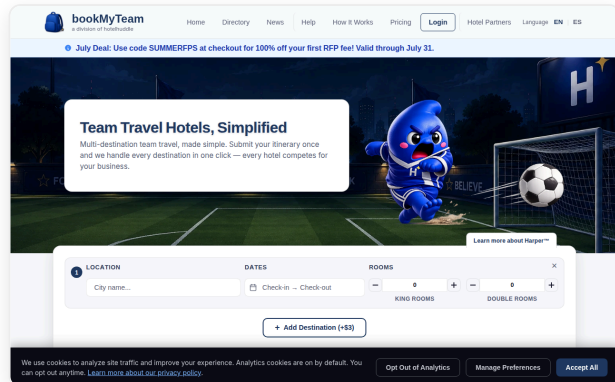 bookMyTeam
a division of hotelhuddle
Home Directory News Help How It Works Pricing Login Hotel Partners Language EN ES
July Deal: Use code SUMMERFPS at checkout for 100% off your first RFP fee! Valid through July 31.
H
Team Travel Hotels, Simplified
Multi-destination team travel, made simple. Submit your itinerary once
and we handle every destination in one click — every hotel competes for
your business.
H
BELIEVE
Learn more about Harper™
1 LOCATION DATES ROOMS ×
City name... Check-in → Check-out − 0 + − 0 +
KING ROOMS DOUBLE ROOMS
+ Add Destination (+$3)
We use cookies to analyze site traffic and improve your experience. Analytics cookies are on by default. You
can opt out anytime. Learn more about our privacy policy.
Opt Out of Analytics Manage Preferences Accept All